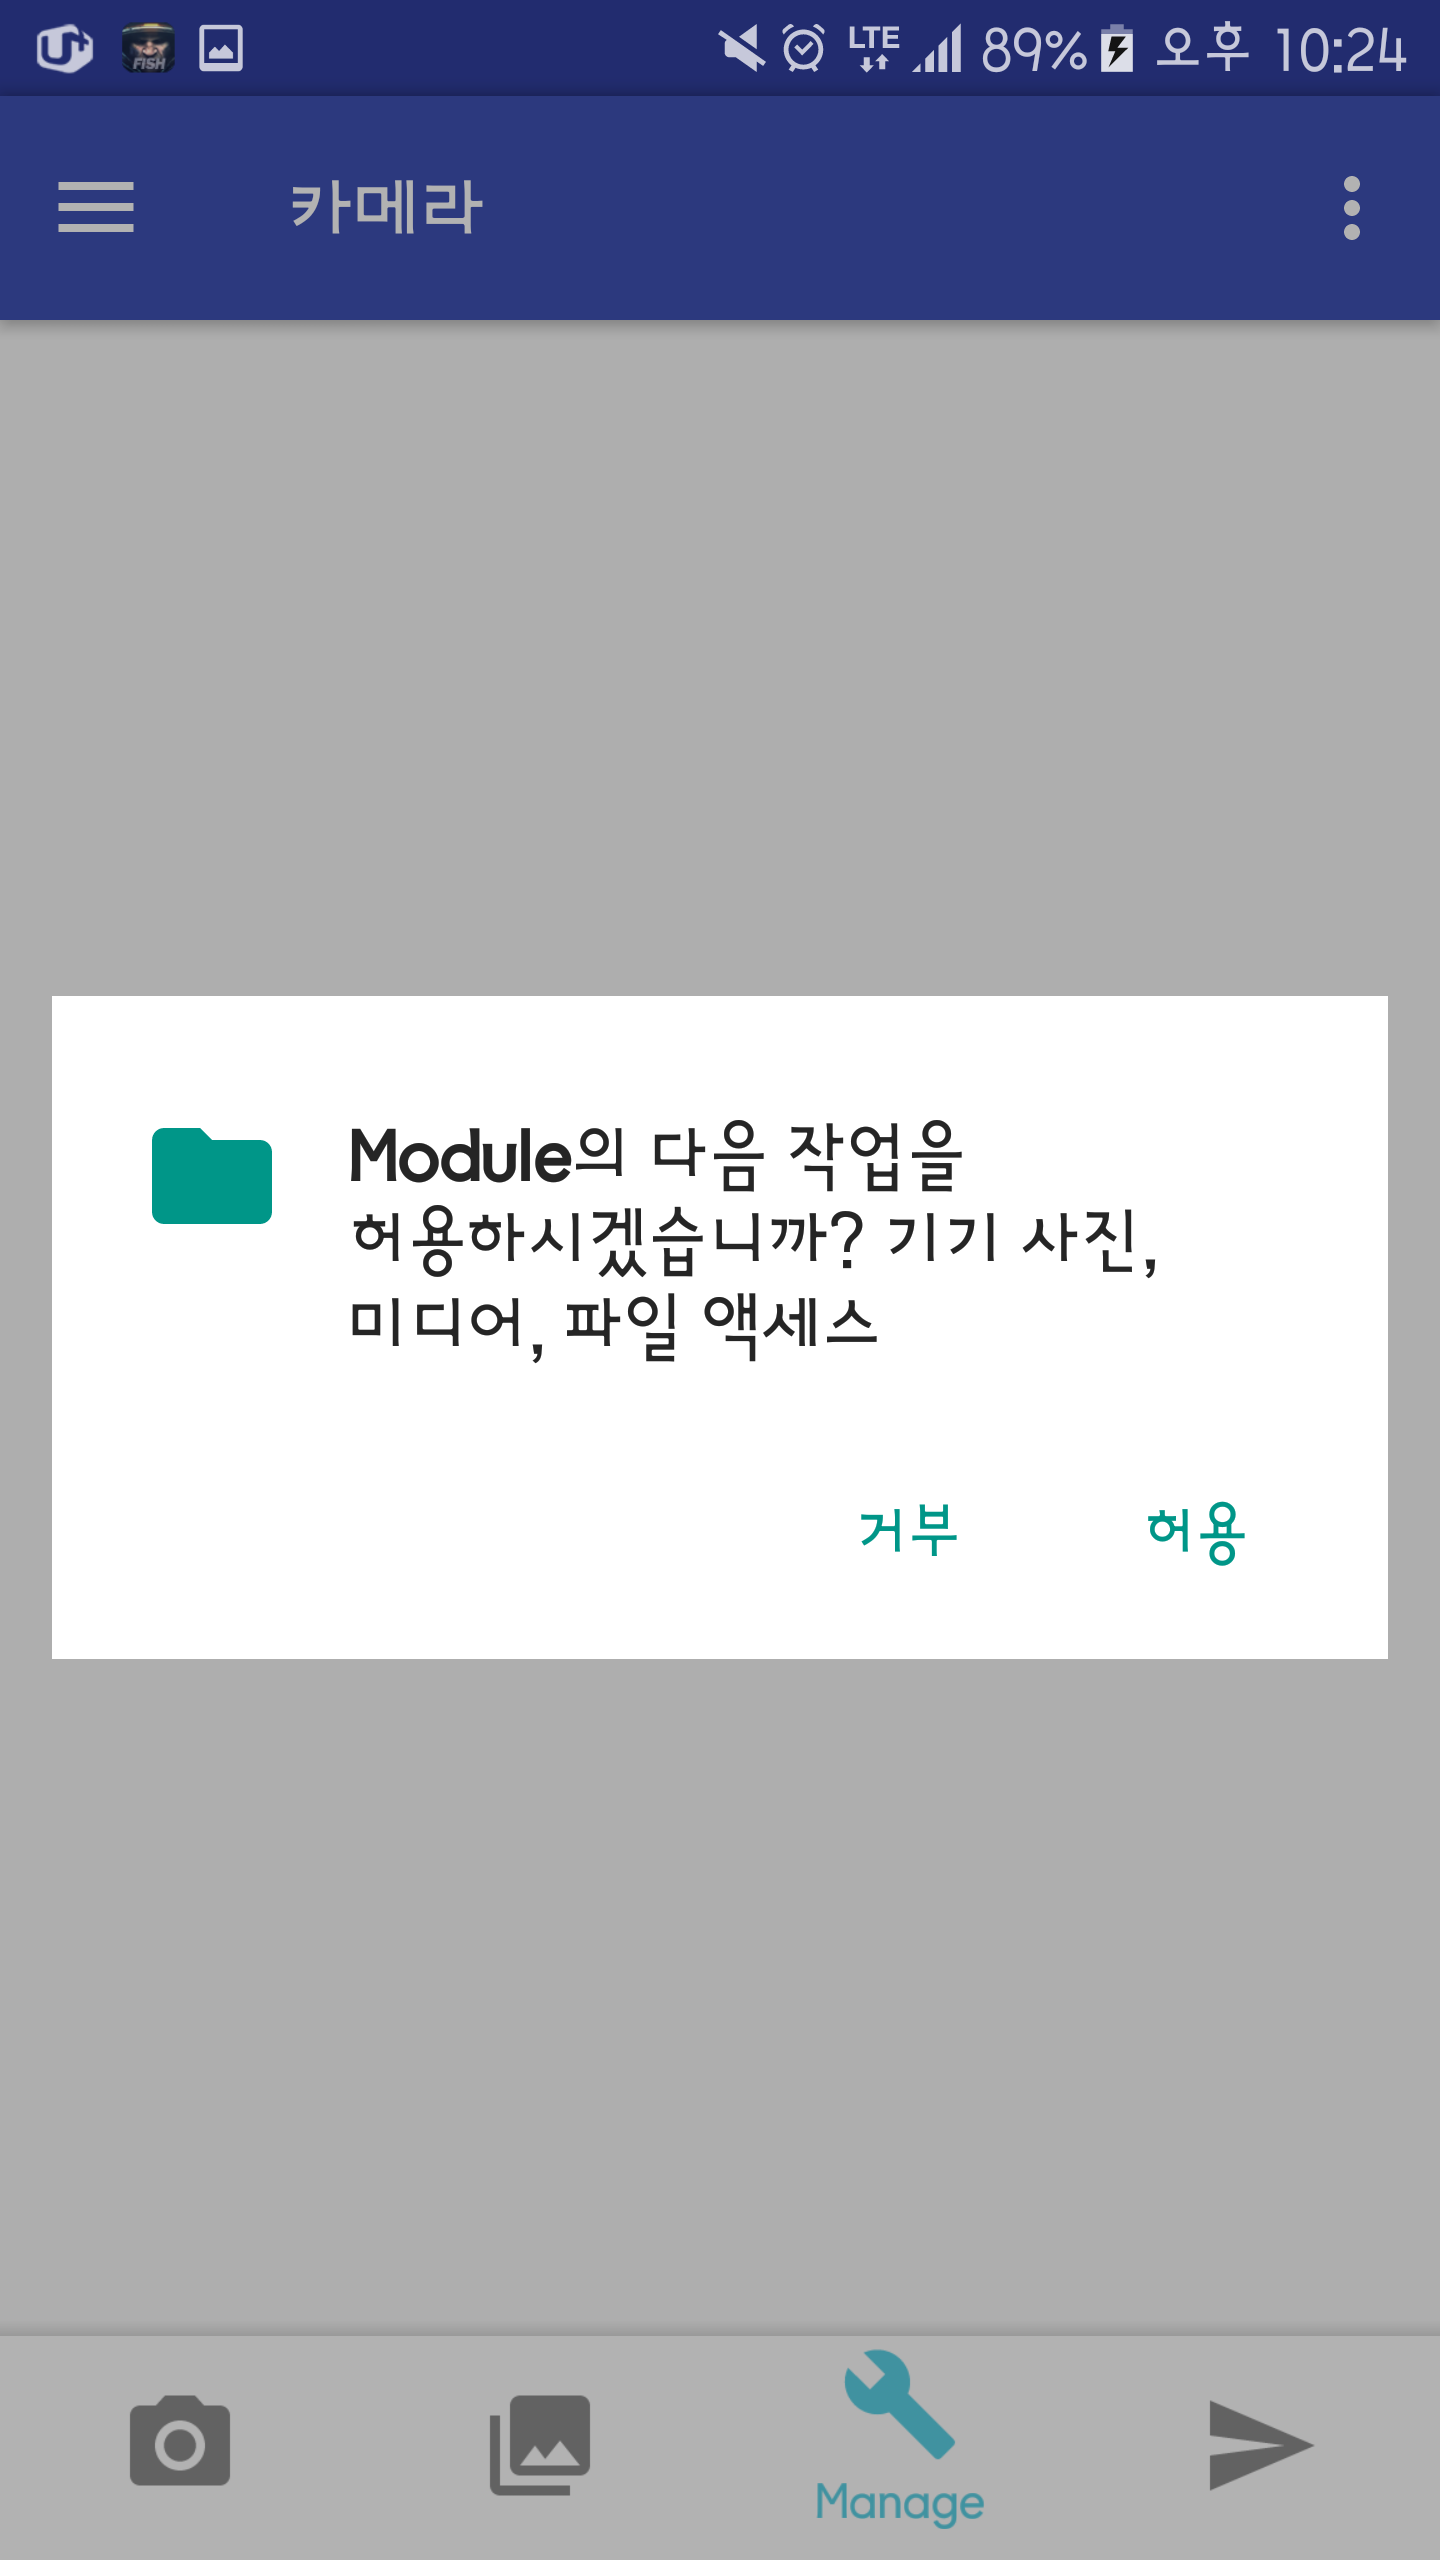 LTE 89% 오후 10:24
카메라
Module의 다음 작업을
허용하시겠습니까? 기기 사진,
미디어, 파일 액세스
거부 허용
Manage